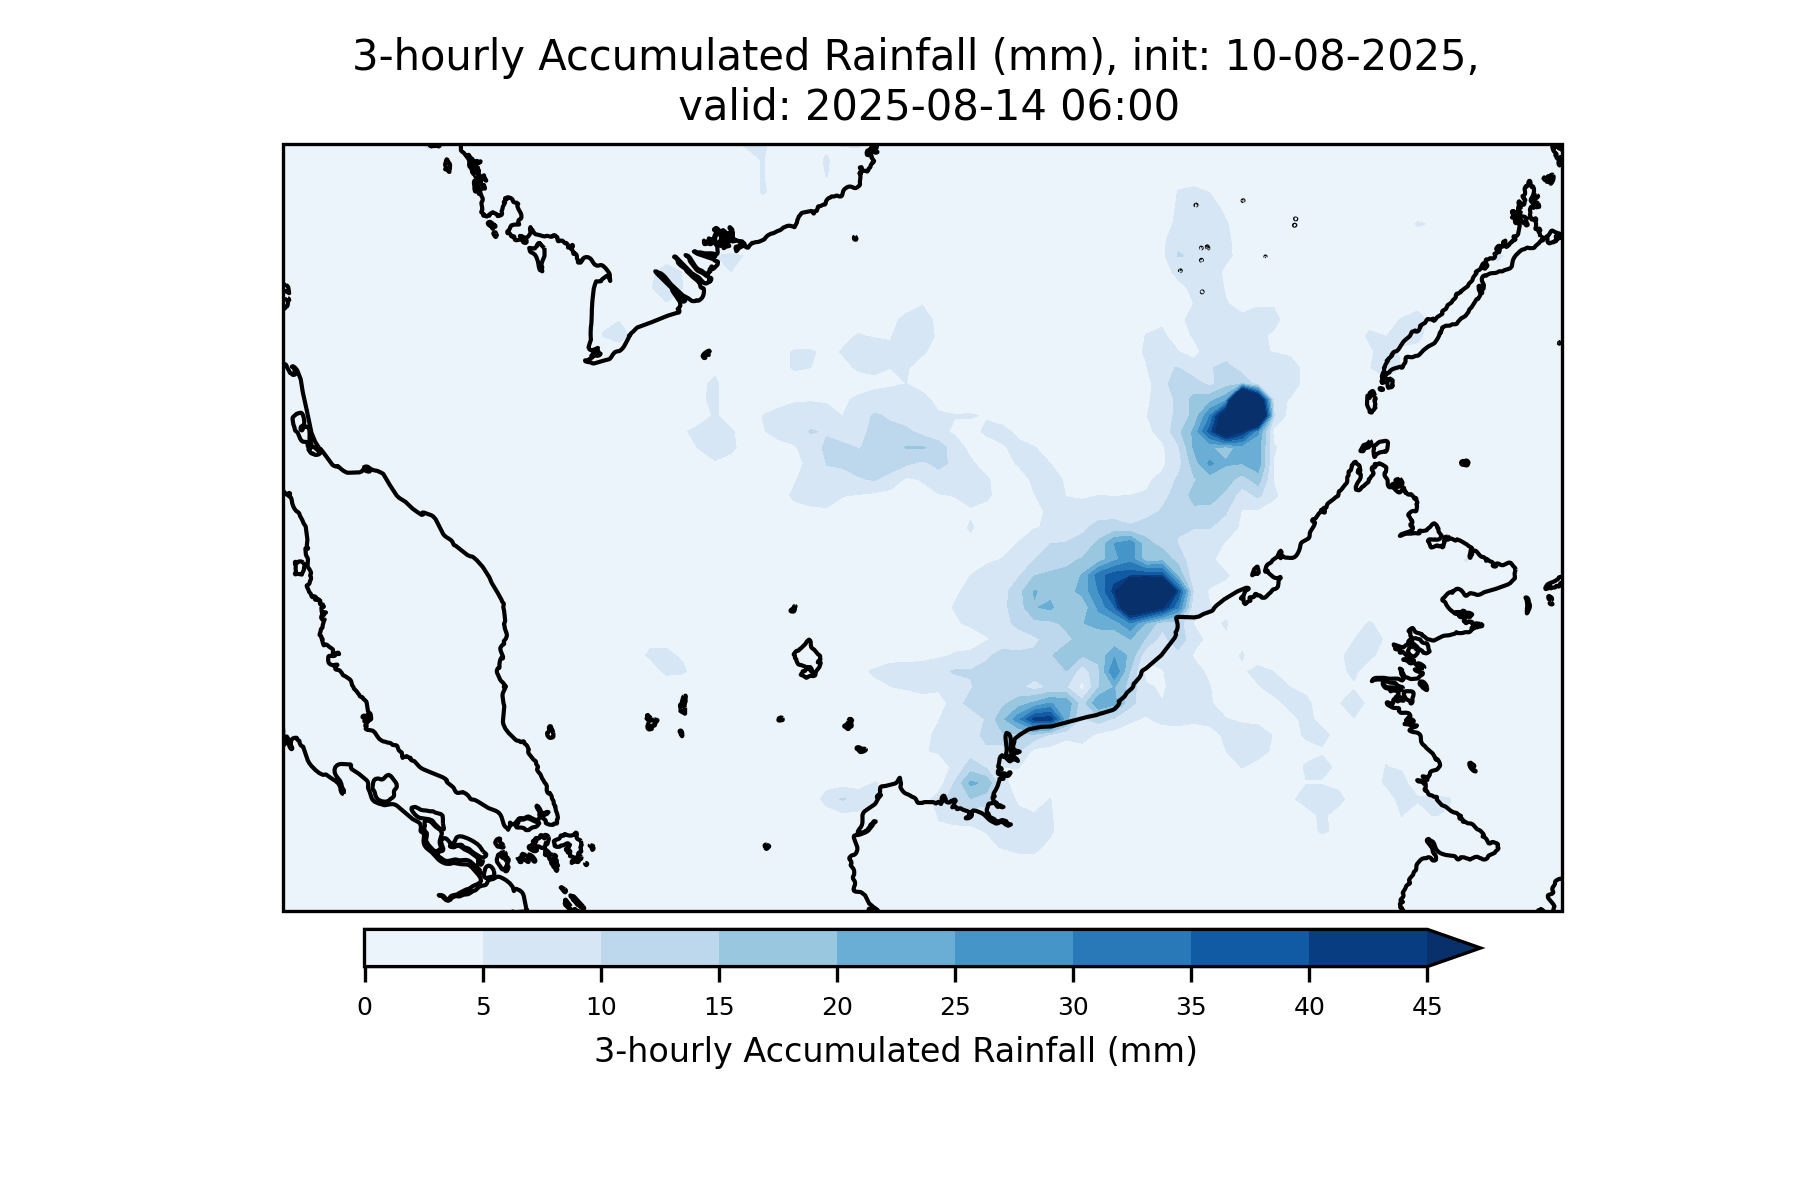 3-hourly Accumulated Rainfall (mm), init: 10-08-2025,
valid: 2025-08-14 06:00
0 5 10 15 20 25 30 35 40 45
3-hourly Accumulated Rainfall (mm)